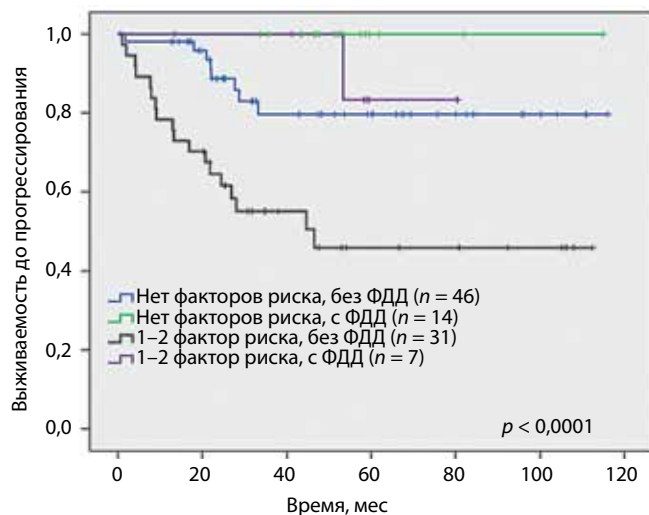 Выживаемость до прогрессирования
1,0
0,8
0,6
0,4
0,2
0,0
Нет факторов риска, без ФДД (n = 46)
Нет факторов риска, с ФДД (n = 14)
1–2 фактор риска, без ФДД (n = 31)
1–2 фактор риска, с ФДД (n = 7)
p < 0,0001
0 20 40 60 80 100 120
Время, мес